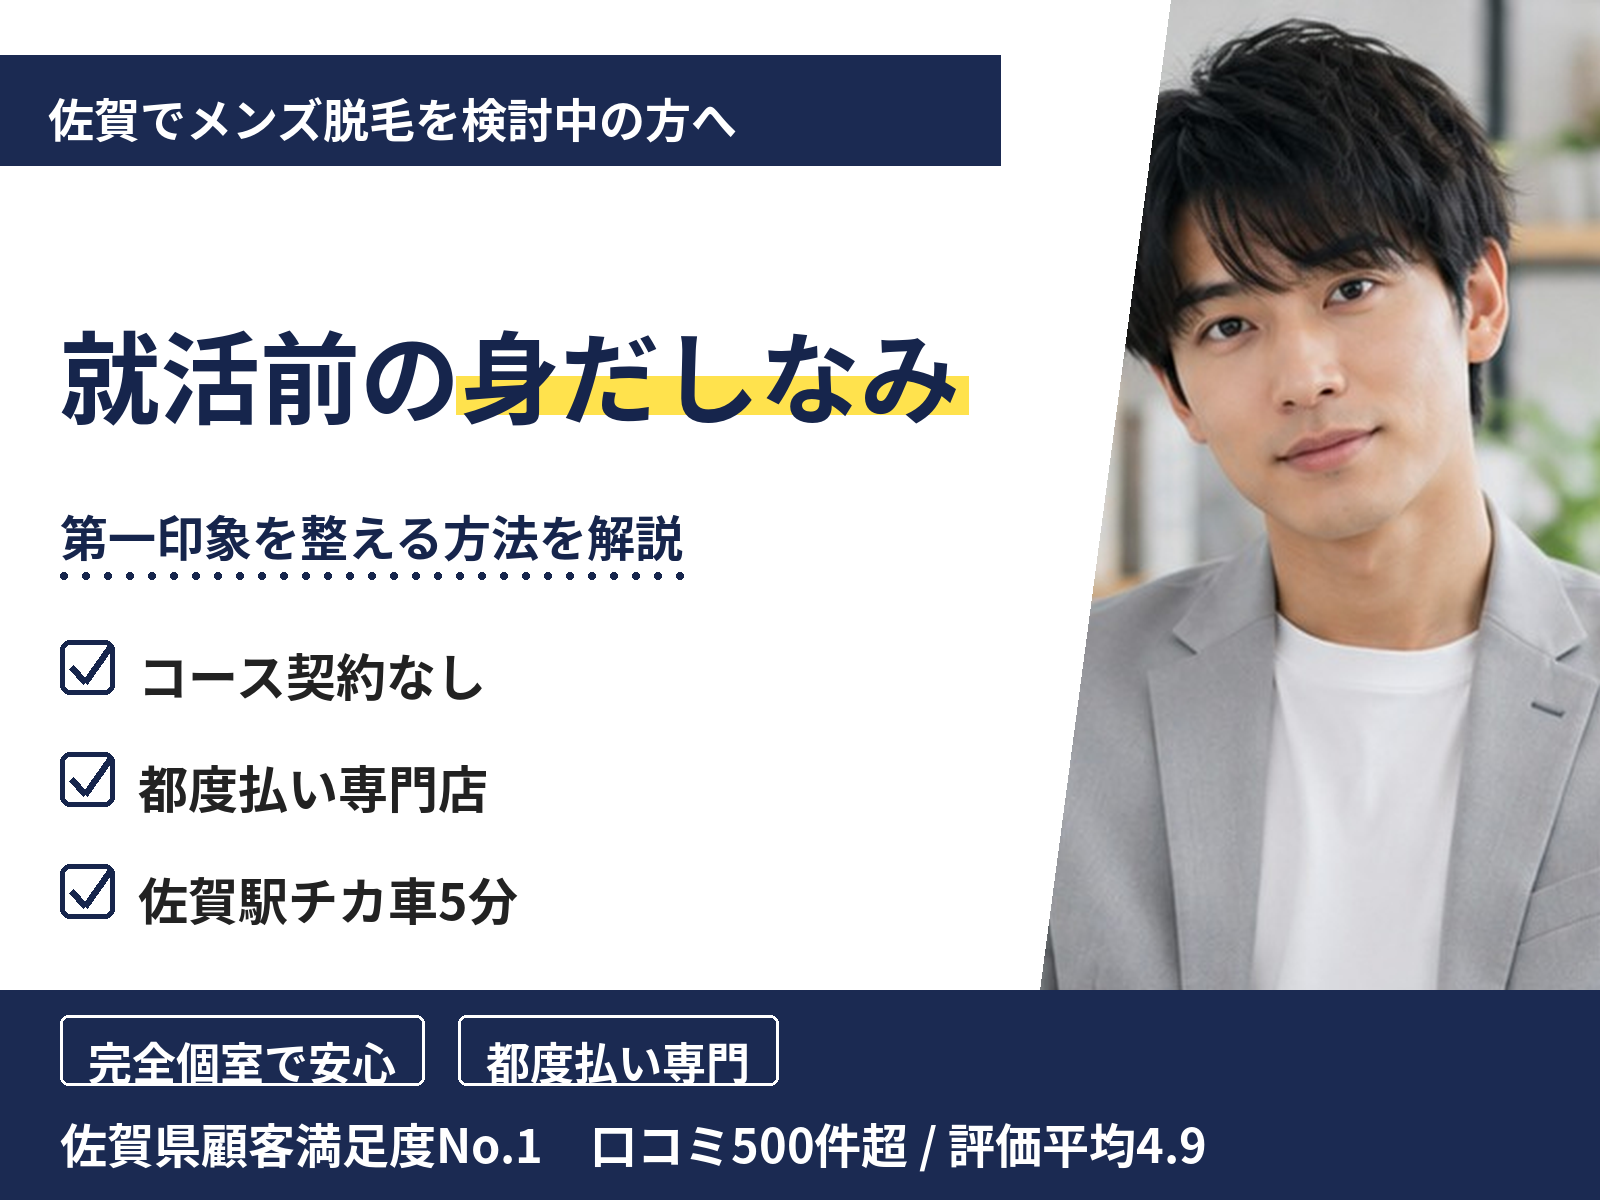 佐賀でメンズ脱毛を検討中の方へ
就活前の身だしなみ
第一印象を整える方法を解説
コース契約なし
都度払い専門店
佐賀駅チカ車5分
完全個室で安心 都度払い専門
佐賀県顧客満足度No.1 口コミ500件超 / 評価平均4.9